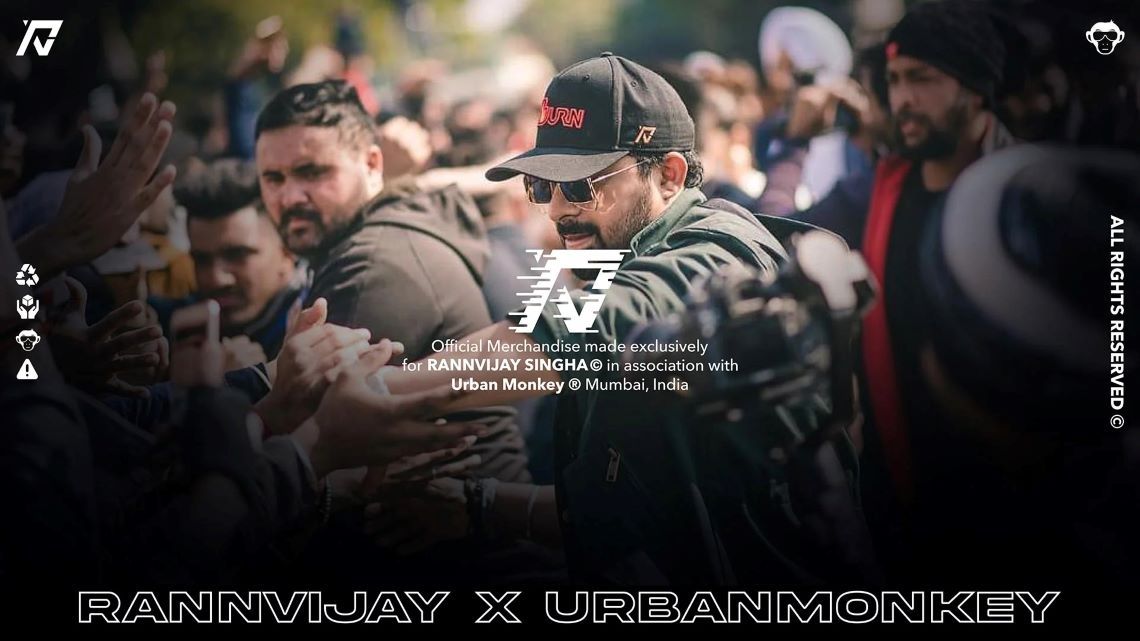 BURN
Official Merchandise made exclusively
for RANNVIJAY SINGHA© in association with
Urban Monkey ® Mumbai, India
ALL RIGHTS RESERVED ©
RANNVIJAY X URBANMONKEY